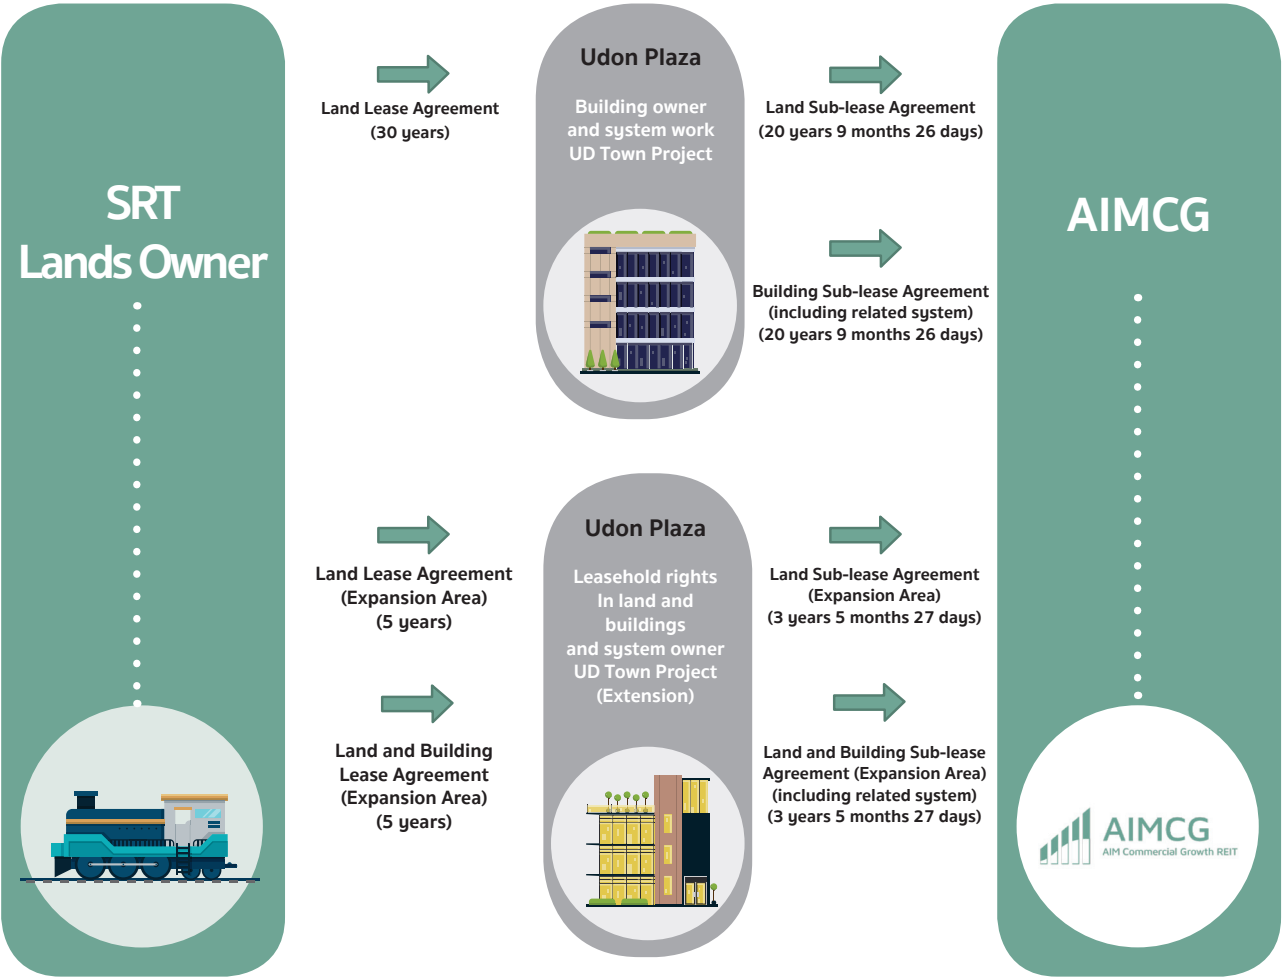 SRT
Lands Owner
Land Lease Agreement
(30 years)
Udon Plaza
Building owner
and system work
UD Town Project
Land Sub-lease Agreement
(20 years 9 months 26 days)
Building Sub-lease Agreement
(including related system)
(20 years 9 months 26 days)
AIMCG
Land Lease Agreement
(Expansion Area)
(5 years)
Land and Building
Lease Agreement
(Expansion Area)
(5 years)
Udon Plaza
Leasehold rights
In land and
buildings
and system owner
UD Town Project
(Extension)
Land Sub-lease Agreement
(Expansion Area)
(3 years 5 months 27 days)
Land and Building Sub-lease
Agreement (Expansion Area)
(including related system)
(3 years 5 months 27 days)
AIMCG
AIM Commercial Growth REIT